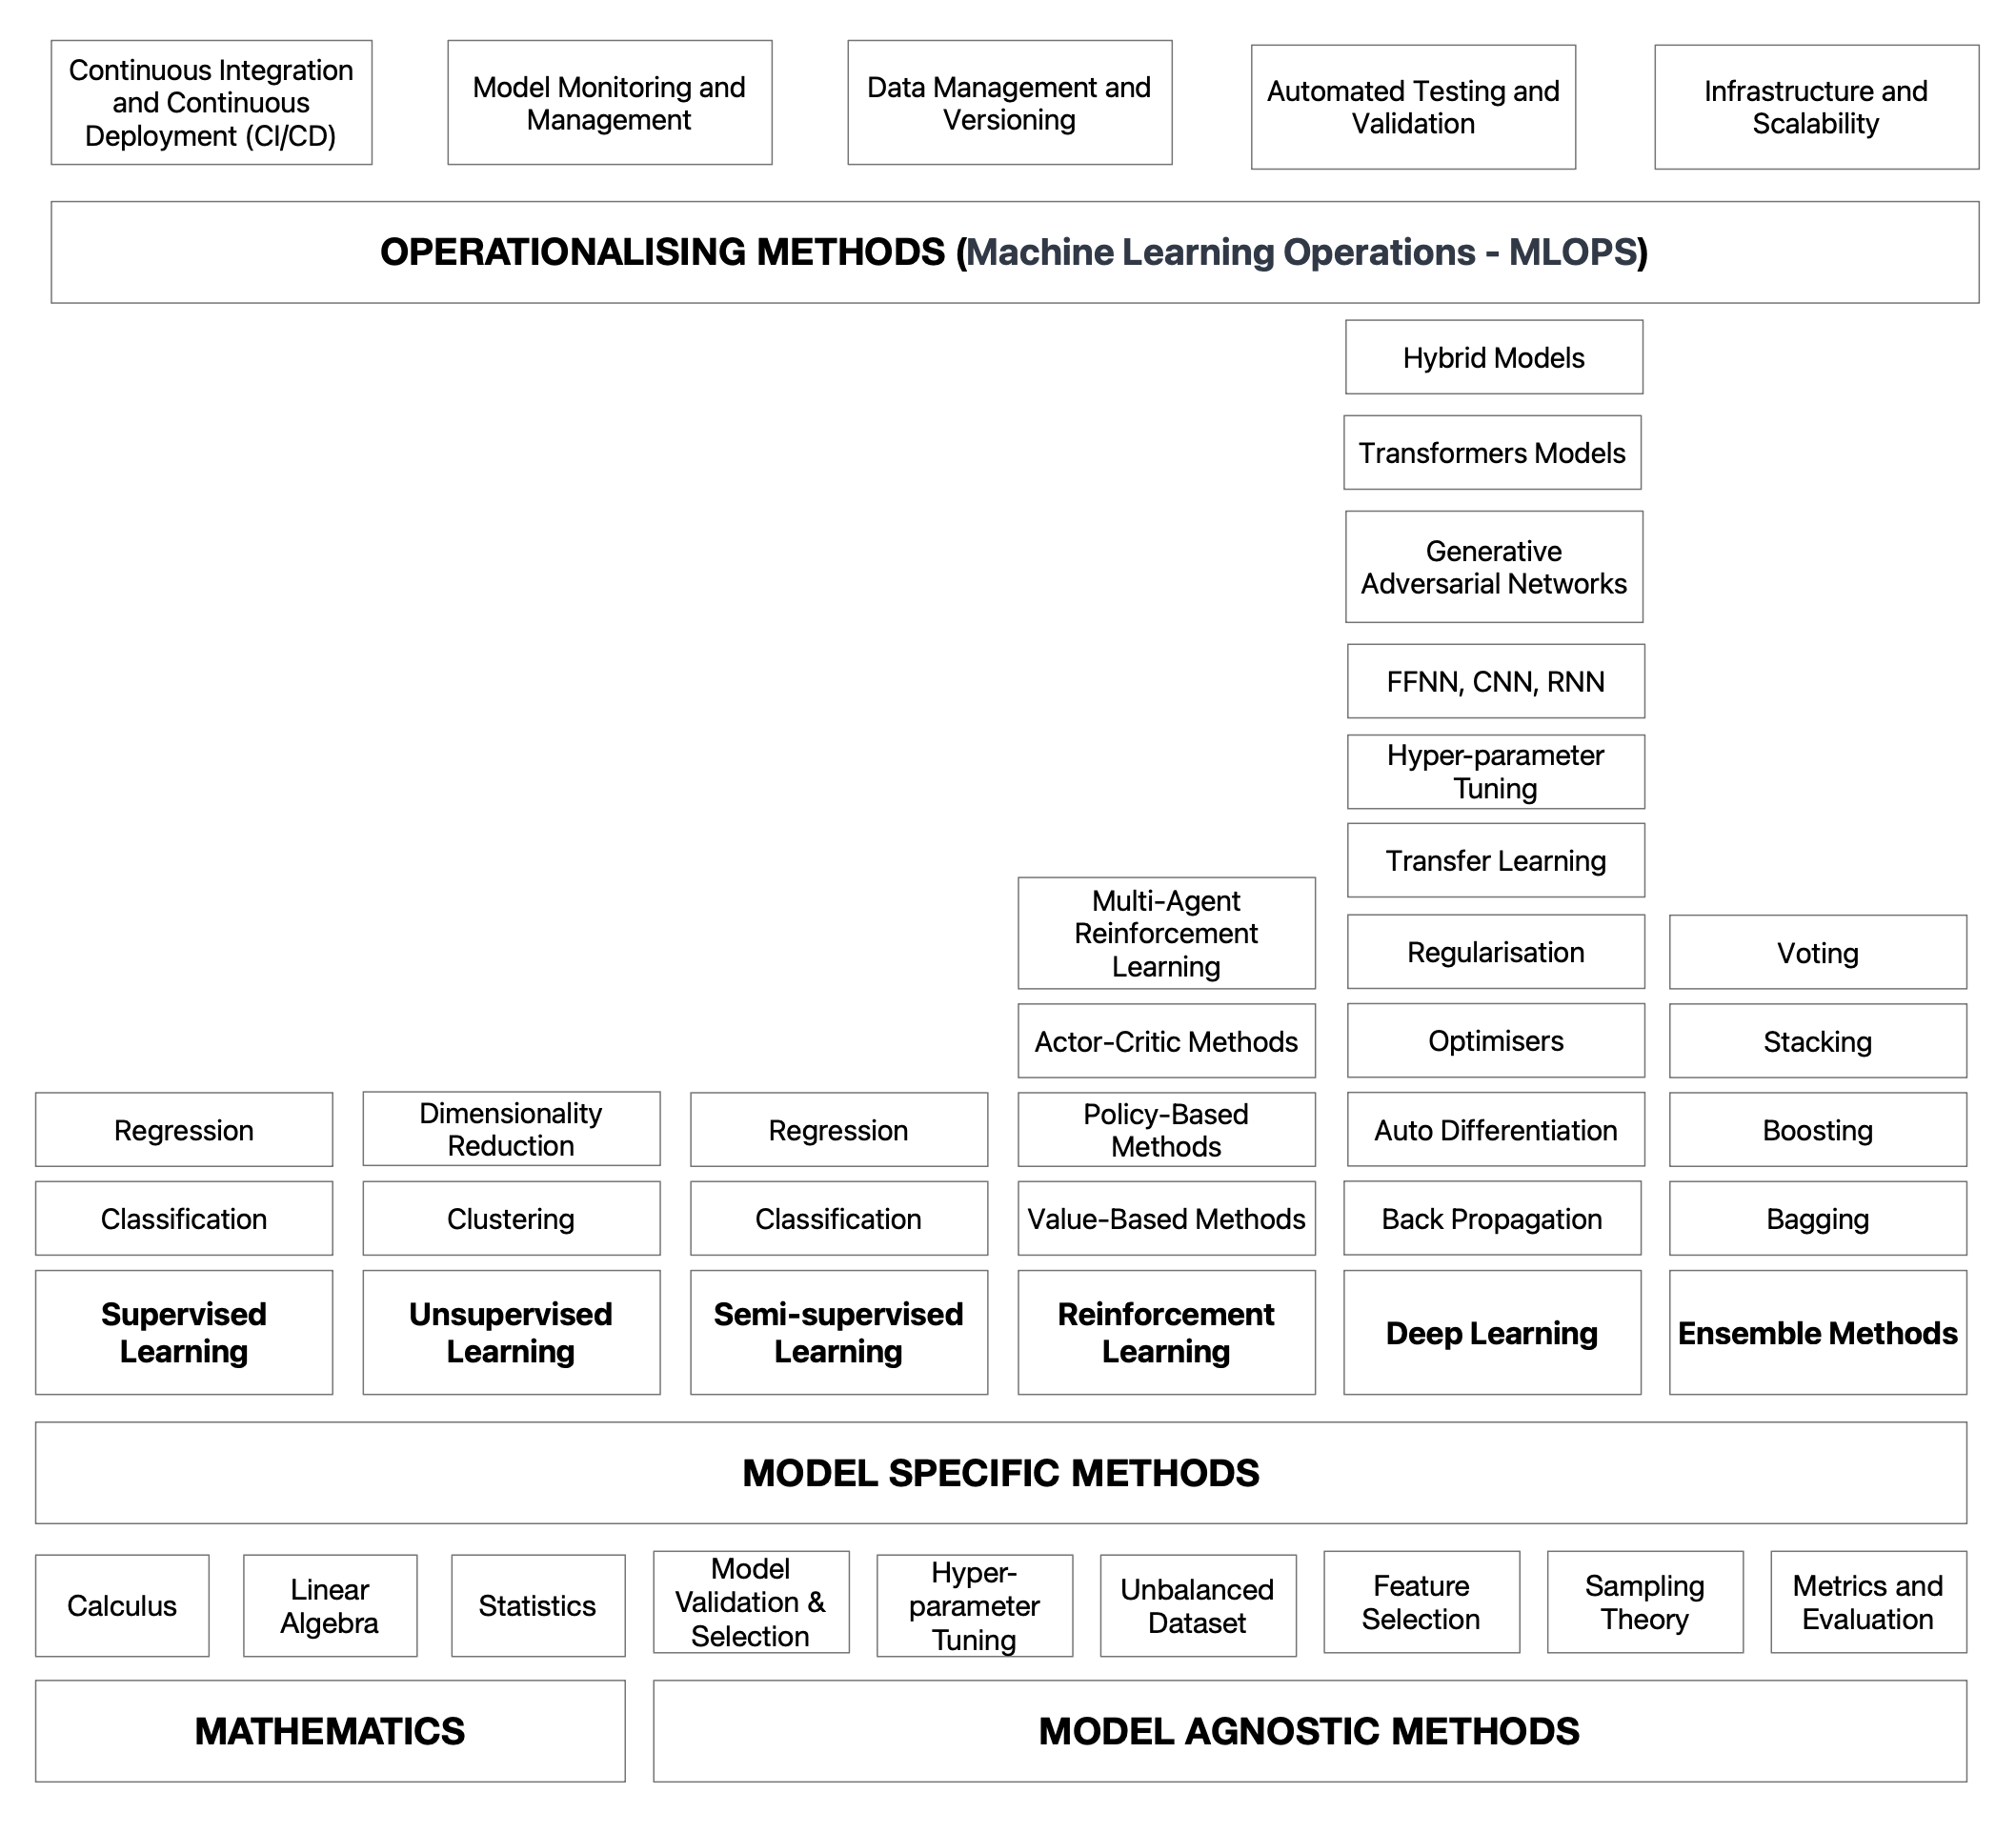 Continuous Integration
and Continuous
Deployment (CI/CD)
Model Monitoring and
Management
Data Management and
Versioning
Automated Testing and
Validation
Infrastructure and
Scalability
OPERATIONALISING METHODS (Machine Learning Operations - MLOPS)
Hybrid Models
Transformers Models
Generative
Adversarial Networks
FFNN, CNN, RNN
Hyper-parameter
Tuning
Transfer Learning
Multi-Agent
Reinforcement
Learning
Regularisation
Voting
Actor-Critic Methods
Optimisers
Stacking
Regression
Dimensionality
Reduction
Regression
Policy-Based
Methods
Auto Differentiation
Boosting
Classification
Clustering
Classification
Value-Based Methods
Back Propagation
Bagging
Supervised
Learning
Unsupervised
Learning
Semi-supervised
Learning
Reinforcement
Learning
Deep Learning
Ensemble Methods
MODEL SPECIFIC METHODS
Calculus
Linear
Algebra
Statistics
Model
Validation &
Selection
Hyper-
parameter
Tuning
Unbalanced
Dataset
Feature
Selection
Sampling
Theory
Metrics and
Evaluation
MATHEMATICS
MODEL AGNOSTIC METHODS